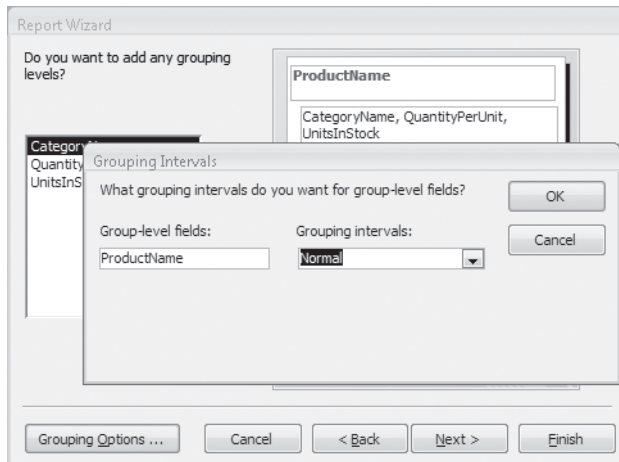 Report Wizard
Do you want to add any grouping
levels?
ProductName
CategoryName, QuantityPerUnit,
UnitsInStock
Grouping Intervals
What grouping intervals do you want for group-level fields?
OK
Group-level fields:
Grouping intervals:
Cancel
ProductName
Normal
Grouping Options ...
Cancel
< Back
Next >
Finish